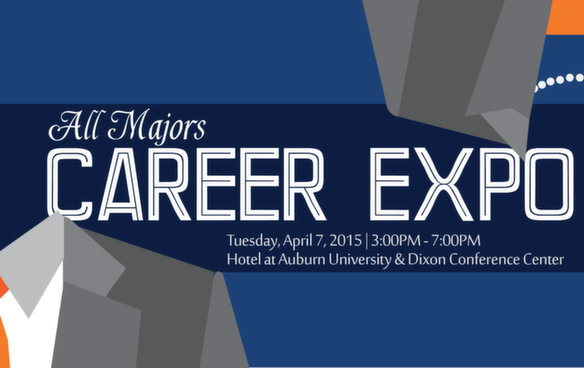 All Majors
CAREER EXPO
Tuesday, April 7, 2015 | 3:00PM - 7:00PM
Hotel at Auburn University & Dixon Conference Center